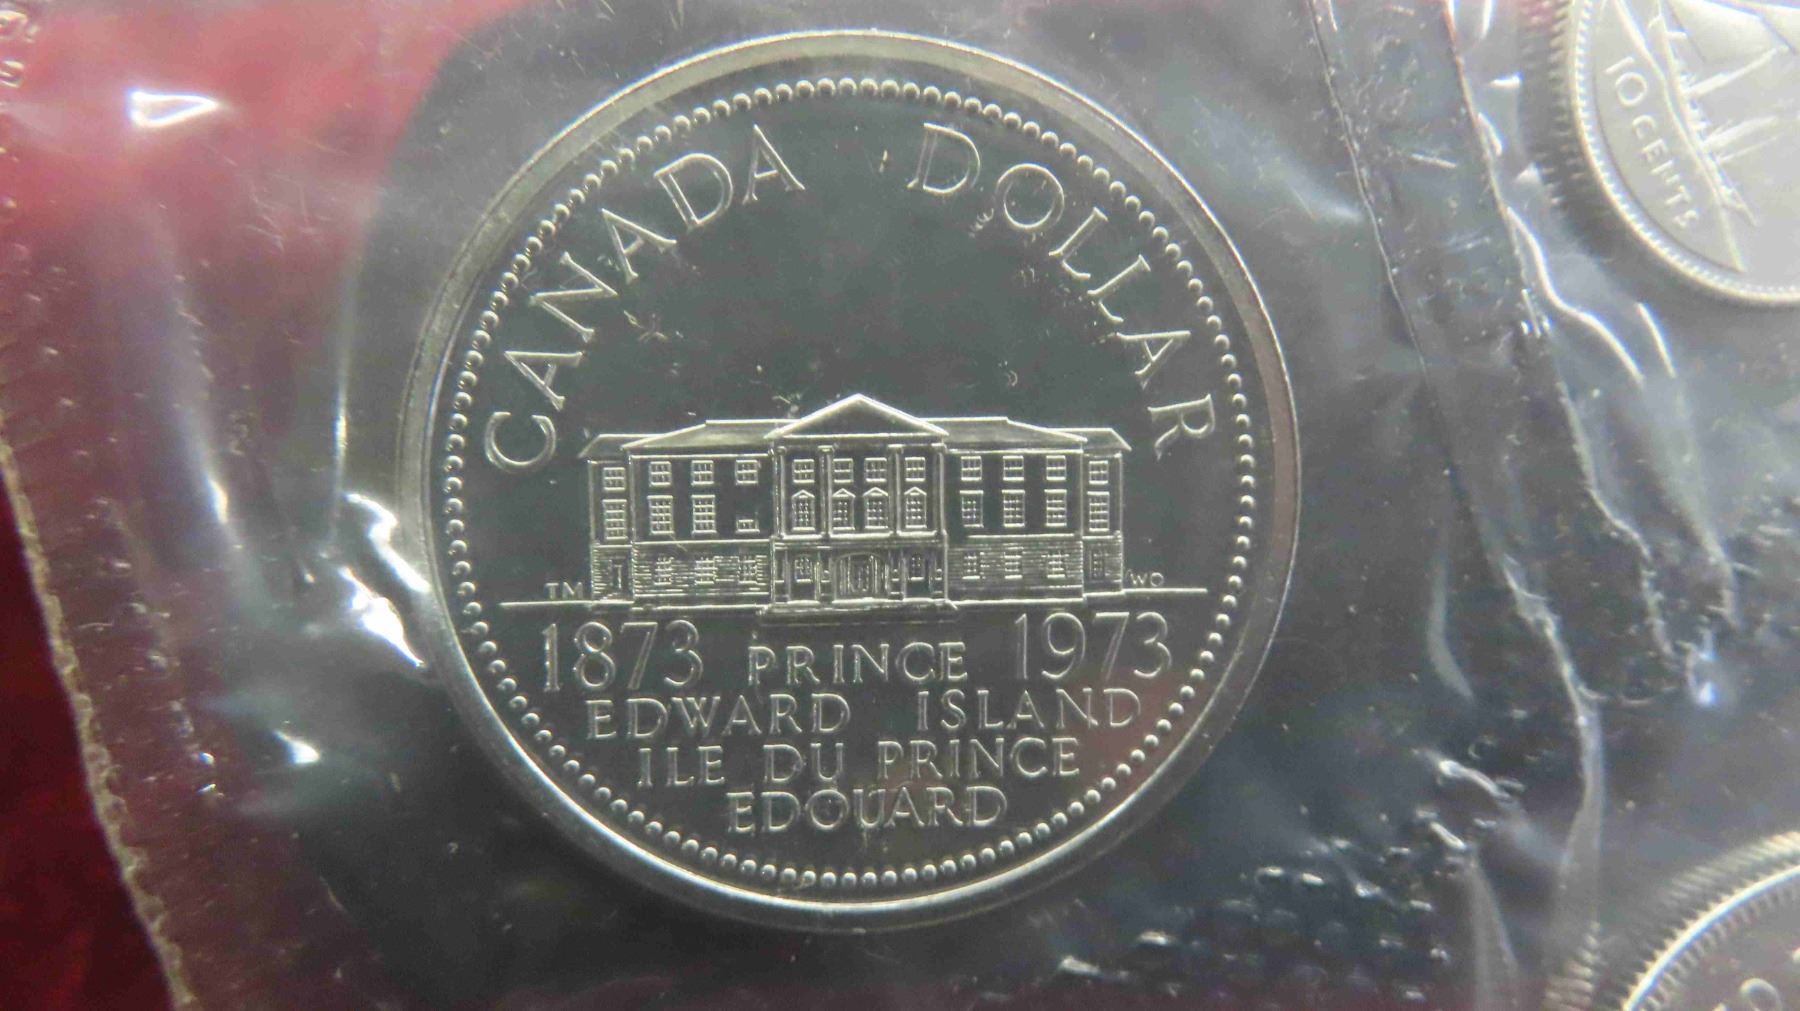 CANADA DOLLAR
TM WO
1873 PRINCE 1973
EDWARD ISLAND
ILE DU PRINCE
EDOUARD
10 CENTS